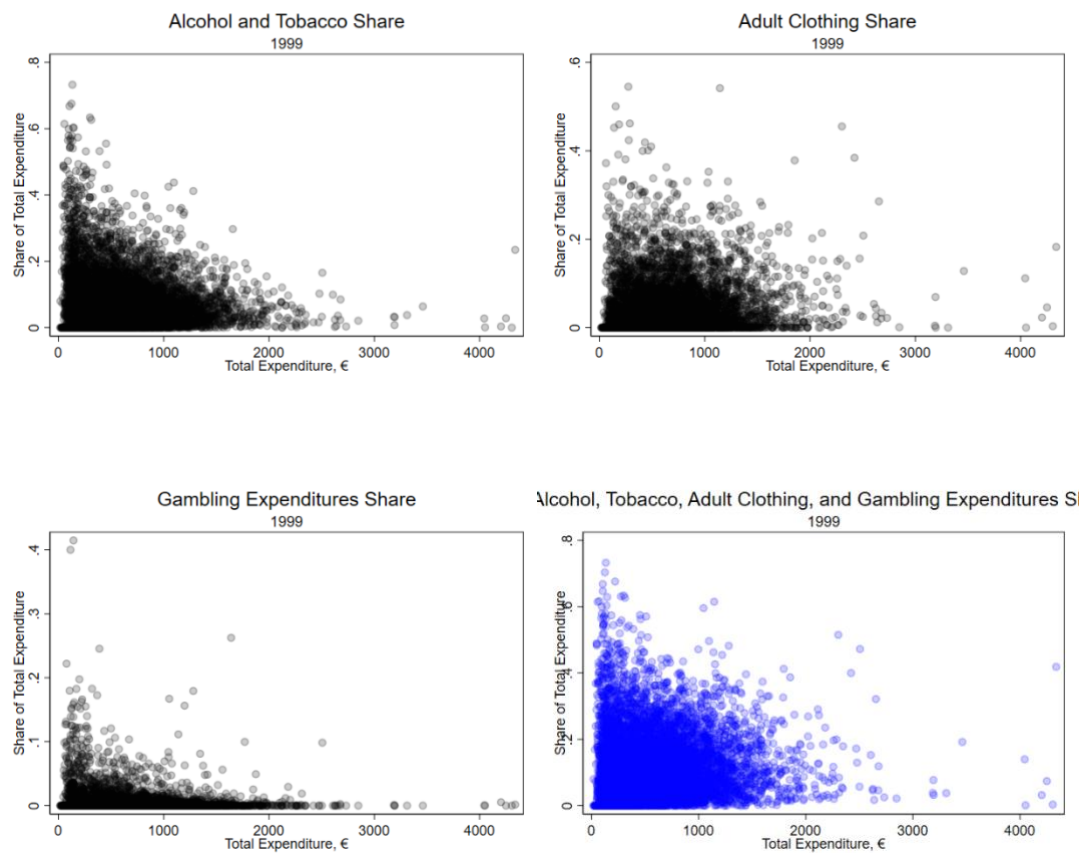 Alcohol and Tobacco Share
1999
Share of Total Expenditure
0 .2 .4 .6 .8
0 1000 2000 3000 4000
Total Expenditure, €
Adult Clothing Share
1999
Share of Total Expenditure
0 .2 .4 .6
0 1000 2000 3000 4000
Total Expenditure, €
Gambling Expenditures Share
1999
Share of Total Expenditure
0 .1 .2 .3 .4
0 1000 2000 3000 4000
Total Expenditure, €
Alcohol, Tobacco, Adult Clothing, and Gambling Expenditures
1999
Share of Total Expenditure
0 .2 .4 .6 .8
0 1000 2000 3000 4000
Total Expenditure, €